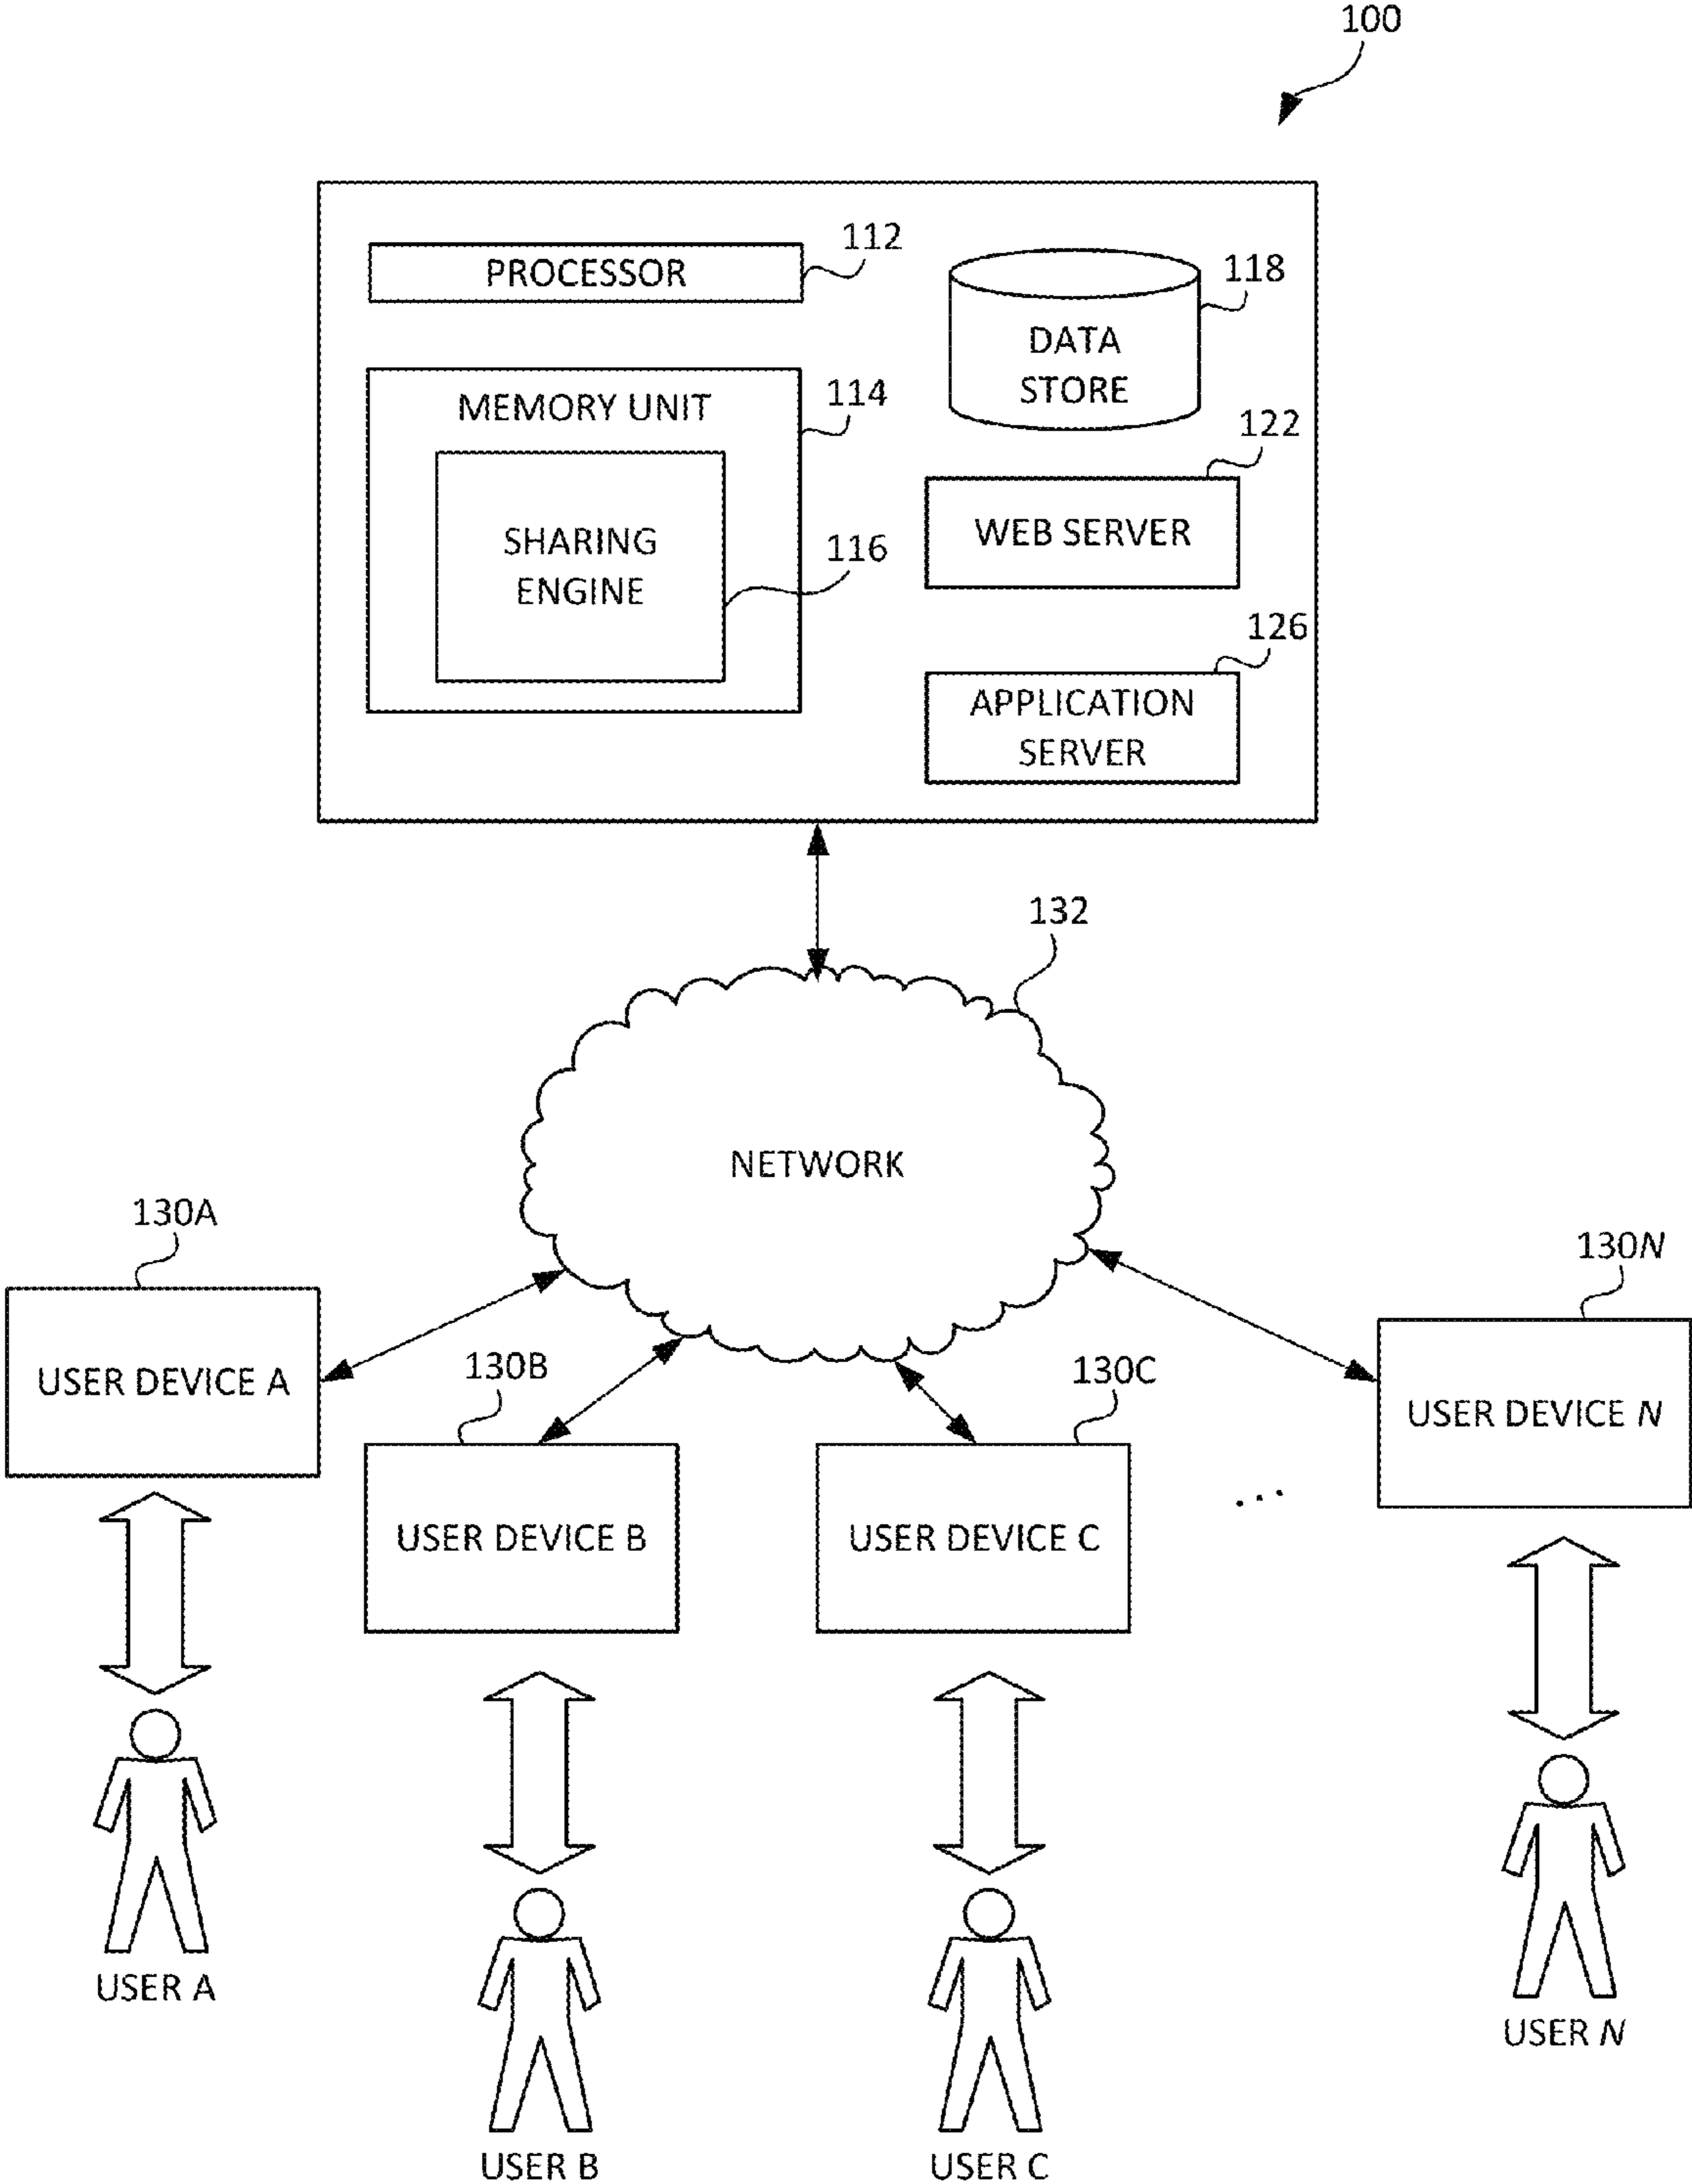 100
112
PROCESSOR
118
DATA
STORE
114
MEMORY UNIT
122
WEB SERVER
SHARING
ENGINE
116
126
APPLICATION
SERVER
132
NETWORK
130A
USER DEVICE A
130B
USER DEVICE B
130C
USER DEVICE C
...
130N
USER DEVICE N
USER A
USER B
USER C
USER N